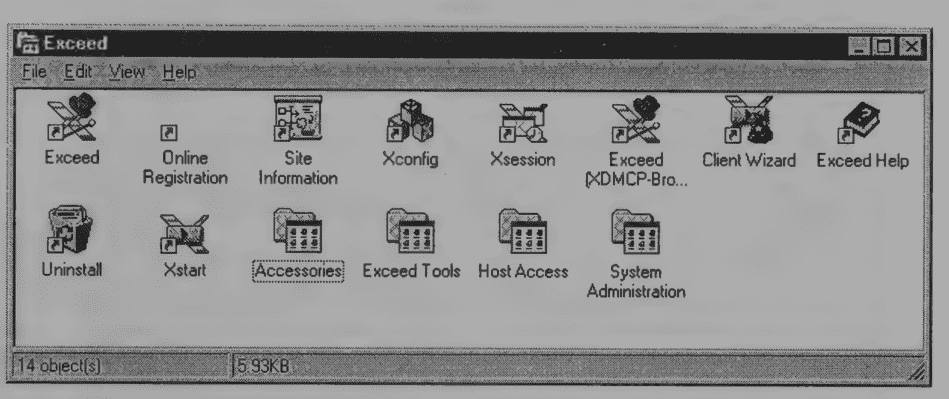 Exceed
File Edit View Help
Exceed
Online
Registration
Site
Information
Xconfig
Xsession
Exceed
(XDMCP-Bro...
Client Wizard
Exceed Help
Uninstall
Xstart
Accessories
Exceed Tools
Host Access
System
Administration
14 object(s)
5.93KB